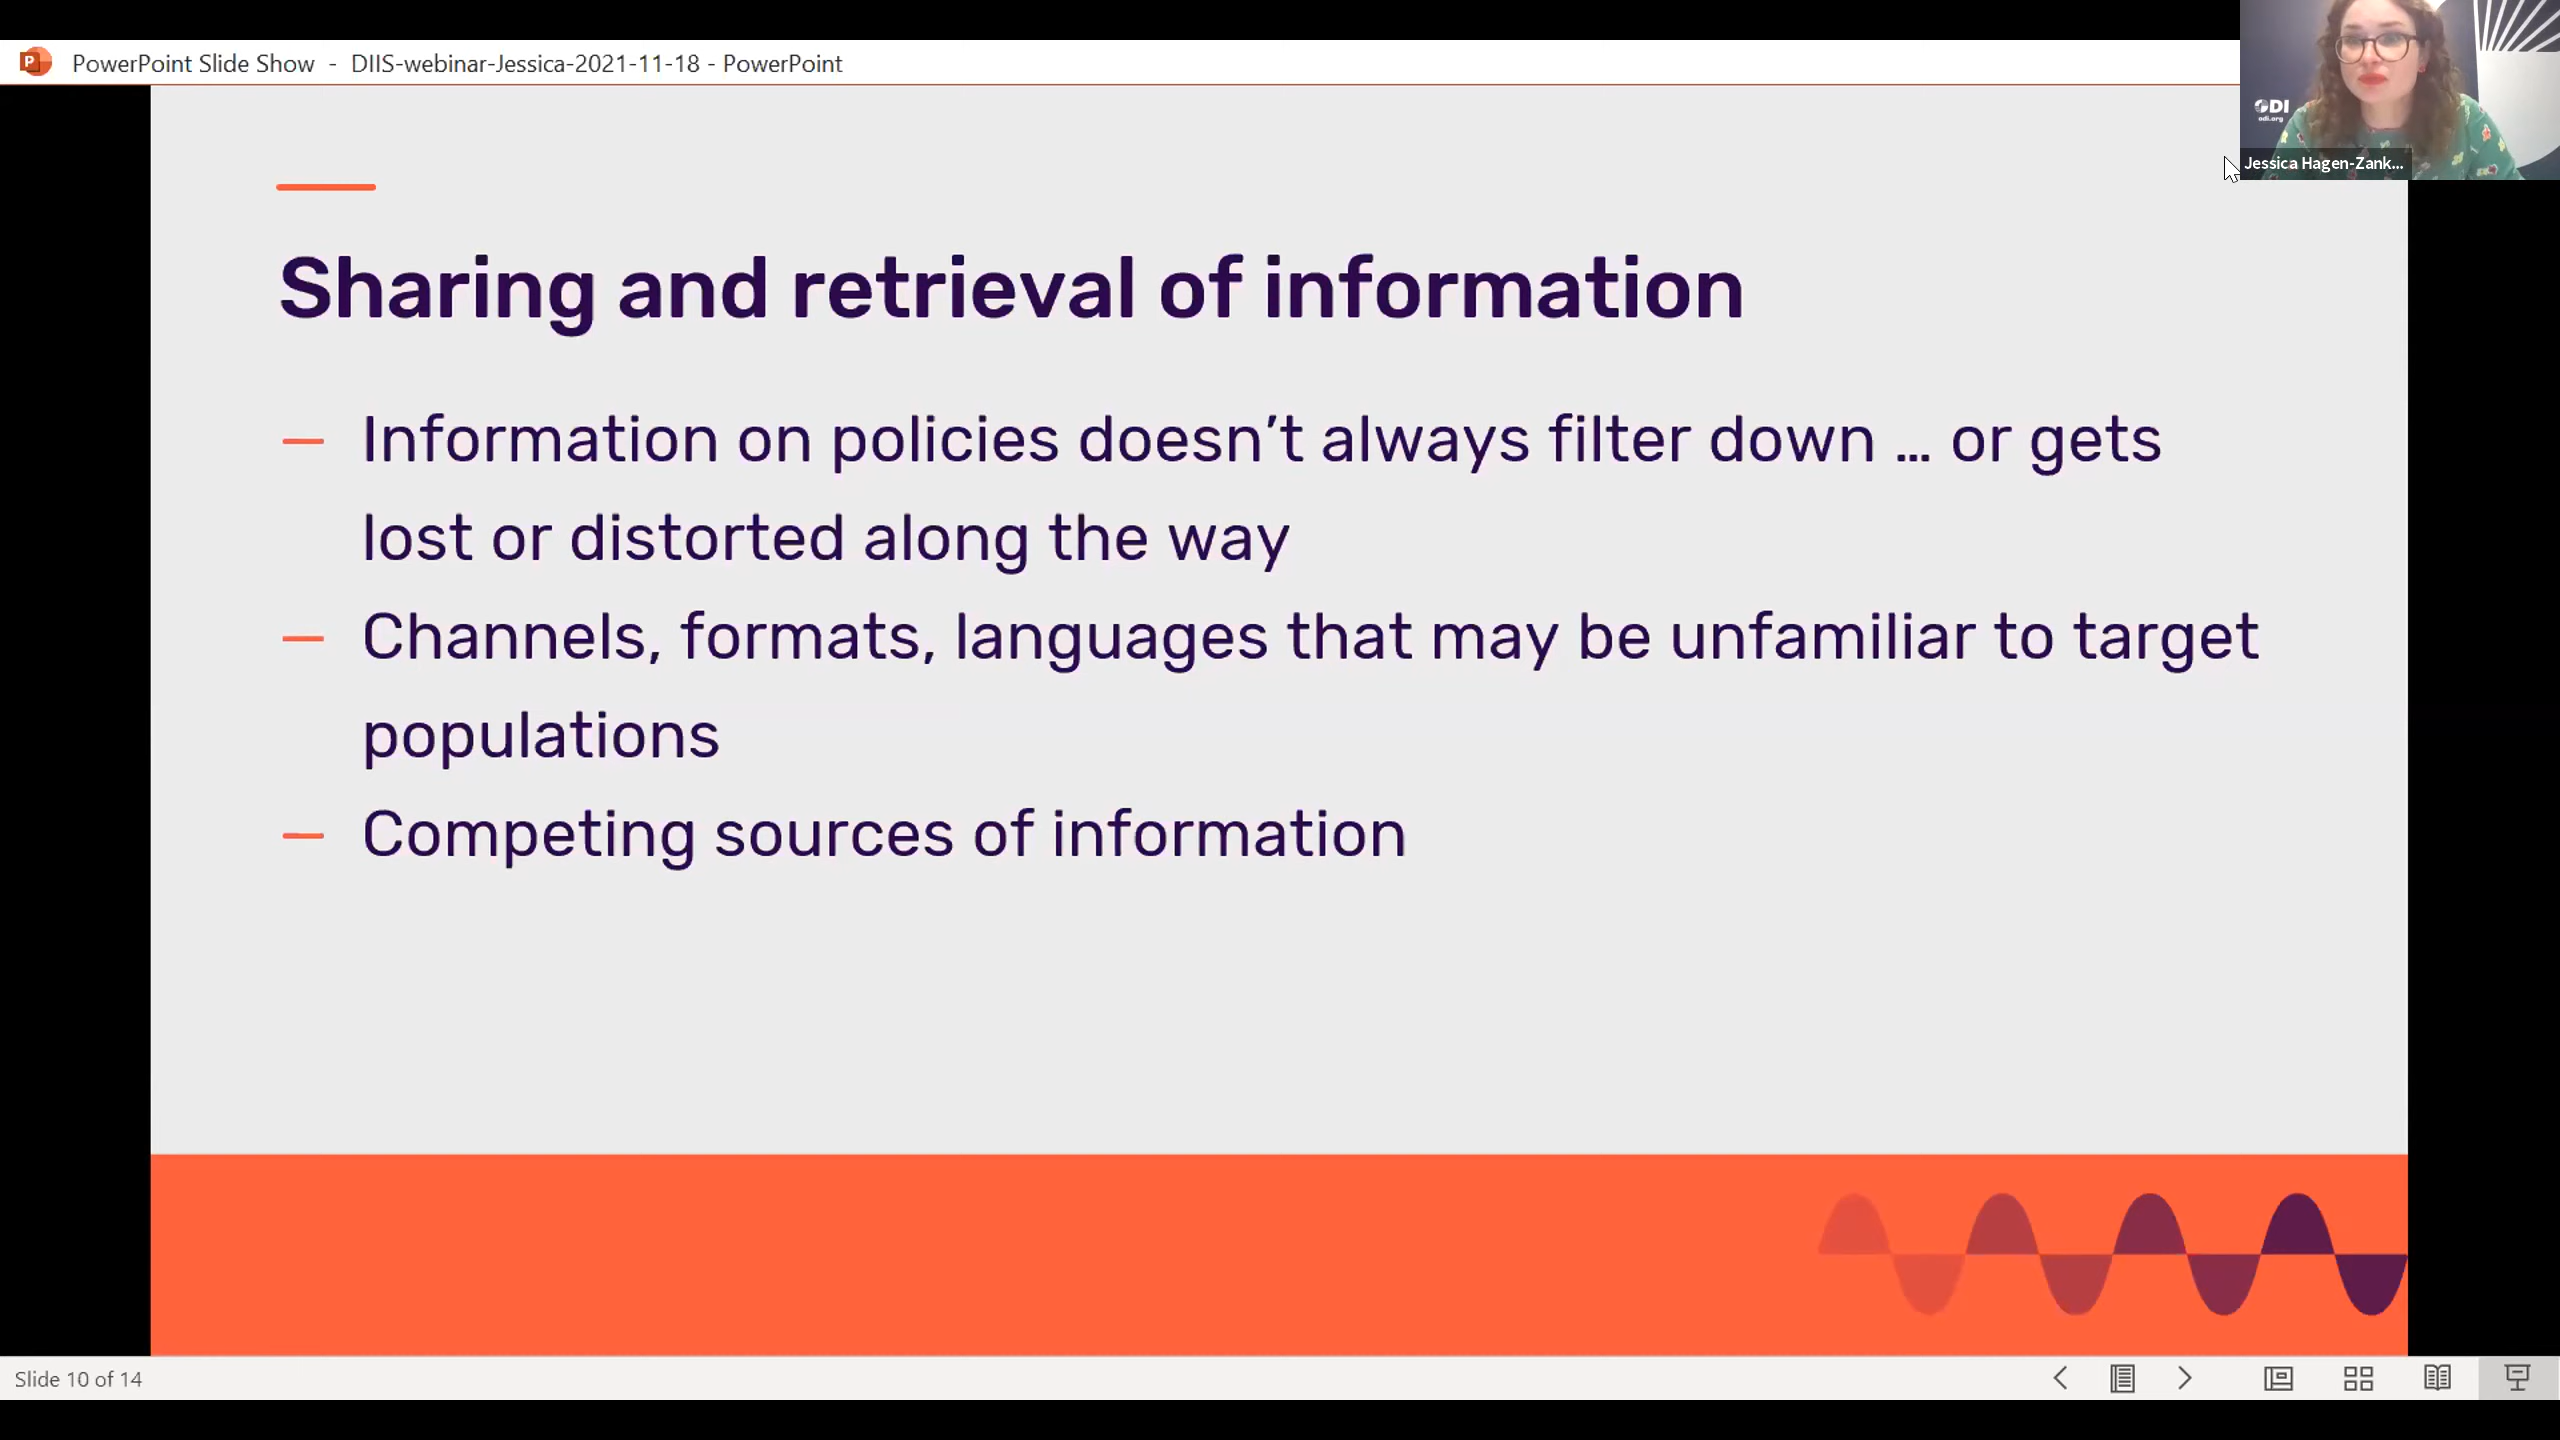 PowerPoint Slide Show - DIIS-webinar-Jessica-2021-11-18 - PowerPoint
ODI
odi.org
Jessica Hagen-Zank...
Sharing and retrieval of information
— Information on policies doesn’t always filter down … or gets
lost or distorted along the way
— Channels, formats, languages that may be unfamiliar to target
populations
— Competing sources of information
Slide 10 of 14